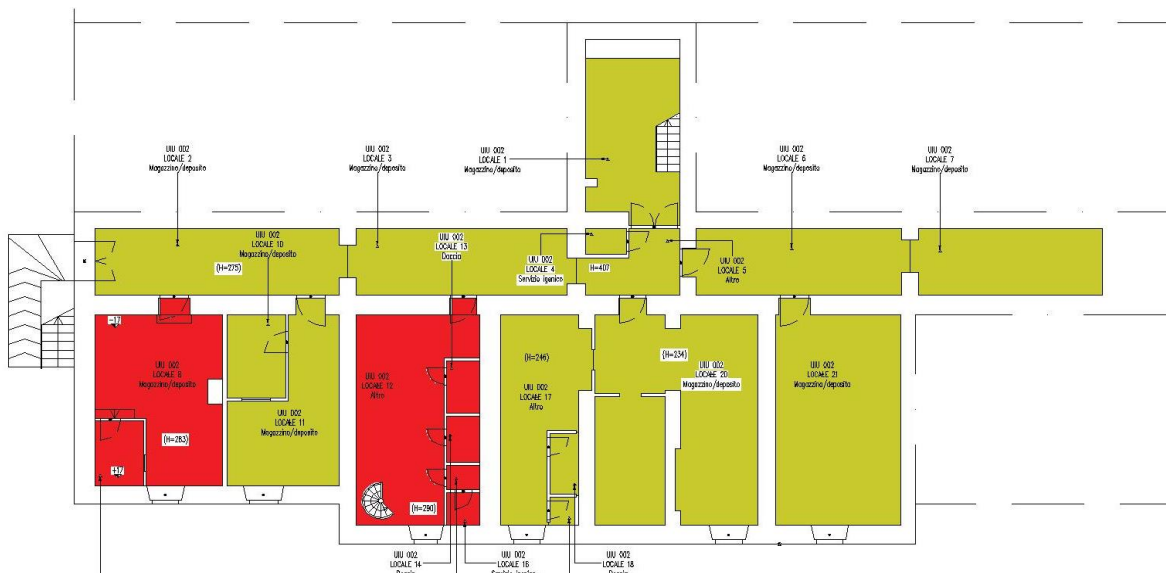 UIU 002
LOCALE 2
Magazzino/deposito
UIU 002
LOCALE 3
Magazzino/deposito
UIU 002
LOCALE 1
Magazzino/deposito
UIU 002
LOCALE 6
Magazzino/deposito
UIU 002
LOCALE 7
Magazzino/deposito
UIU 002
LOCALE 10
Magazzino/deposito
(H=275)
UIU 002
LOCALE 13
Doccia
UIU 002
LOCALE 4
Servizio igenico
H=407
UIU 002
LOCALE 5
Altro
-17
UIU 002
LOCALE
Magazzino/deposito
(H=283)
+17
UIU 002
LOCALE 11
Magazzino/deposito
UIU 002
LOCALE 12
Altro
(H=290)
(H=246)
UIU 002
LOCALE 17
Altro
(H=234)
UIU 002
LOCALE 20
Magazzino/deposito
UIU 002
LOCALE 21
Magazzino/deposito
UIU 002
LOCALE 14
Doccia
UIU 002
LOCALE 16
Servizio igenico
UIU 002
LOCALE 18
Doccia